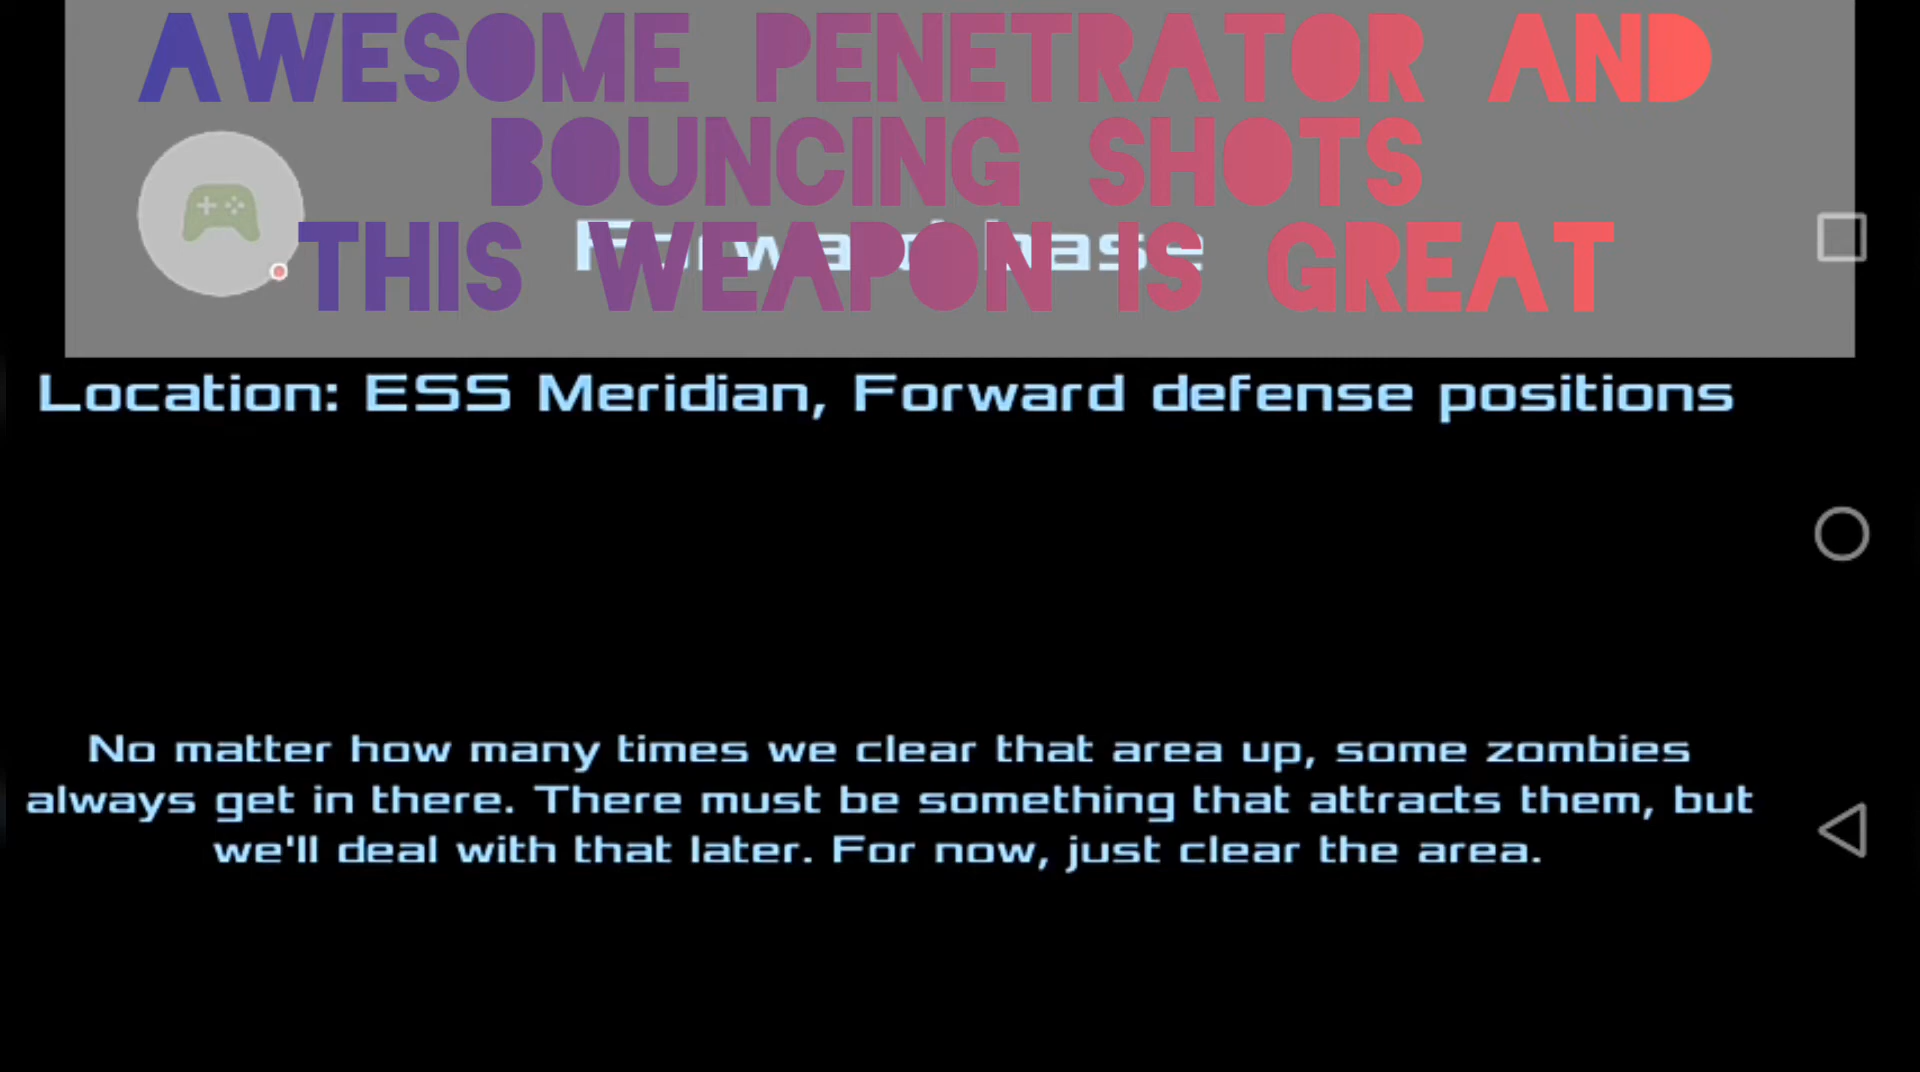 AWESOME PENETRATOR AND
BOUNCING SHOTS
THIS WEAPON IS GREAT
Forward base
Location: ESS Meridian, Forward defense positions
No matter how many times we clear that area up, some zombies
always get in there. There must be something that attracts them, but
we'll deal with that later. For now, just clear the area.